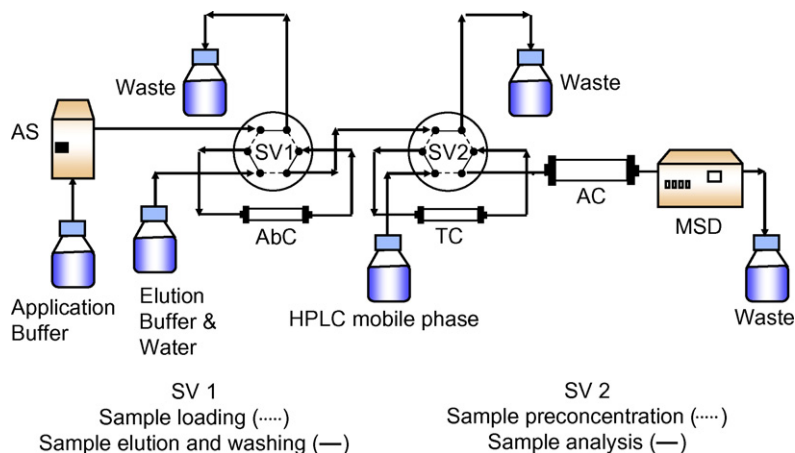 Waste
Waste
AS
SV1
SV2
AbC
TC
AC
MSD
Application
Buffer
Elution
Buffer &
Water
HPLC mobile phase
Waste
SV 1
Sample loading (·····)
Sample elution and washing (—)
SV 2
Sample preconcentration (·····)
Sample analysis (—)